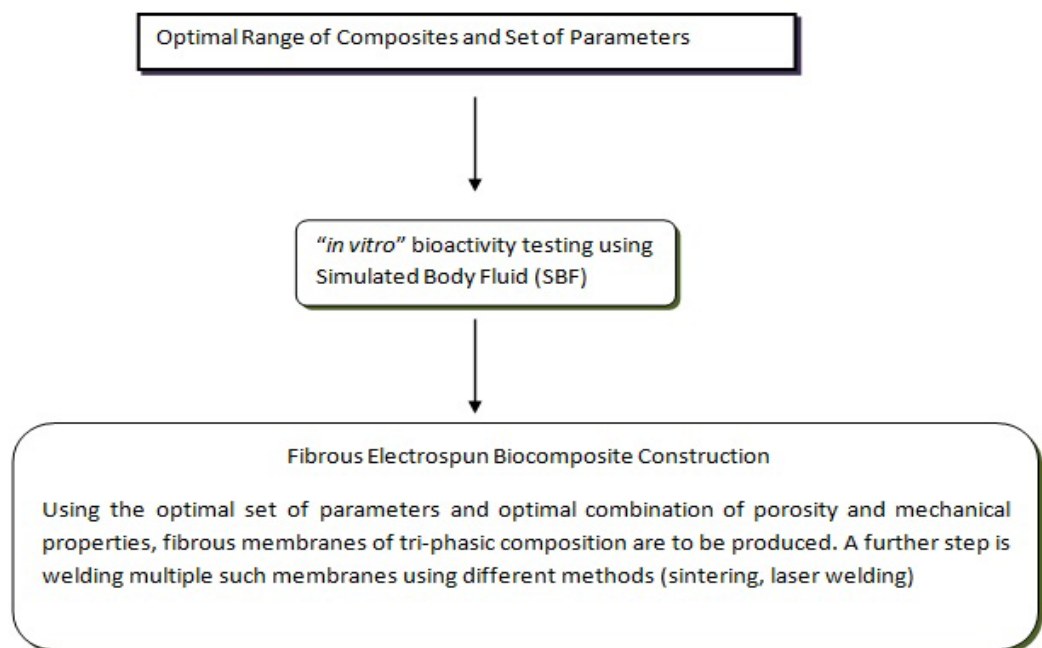 Optimal Range of Composites and Set of Parameters
“in vitro” bioactivity testing using
Simulated Body Fluid (SBF)
Fibrous Electrospun Biocomposite Construction
Using the optimal set of parameters and optimal combination of porosity and mechanical
properties, fibrous membranes of tri-phasic composition are to be produced. A further step is
welding multiple such membranes using different methods (sintering, laser welding)